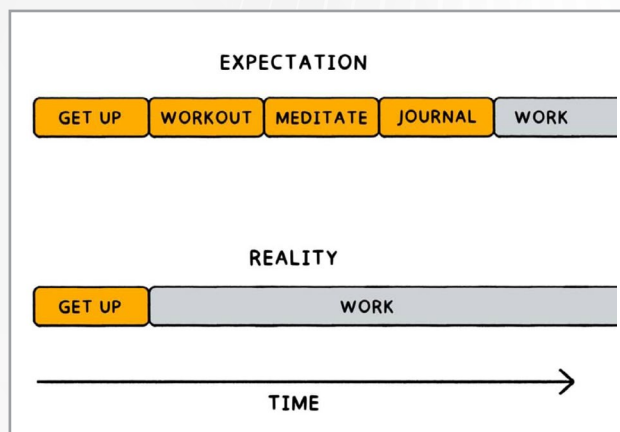 EXPECTATION
GET UP WORKOUT MEDITATE JOURNAL WORK
REALITY
GET UP WORK
TIME